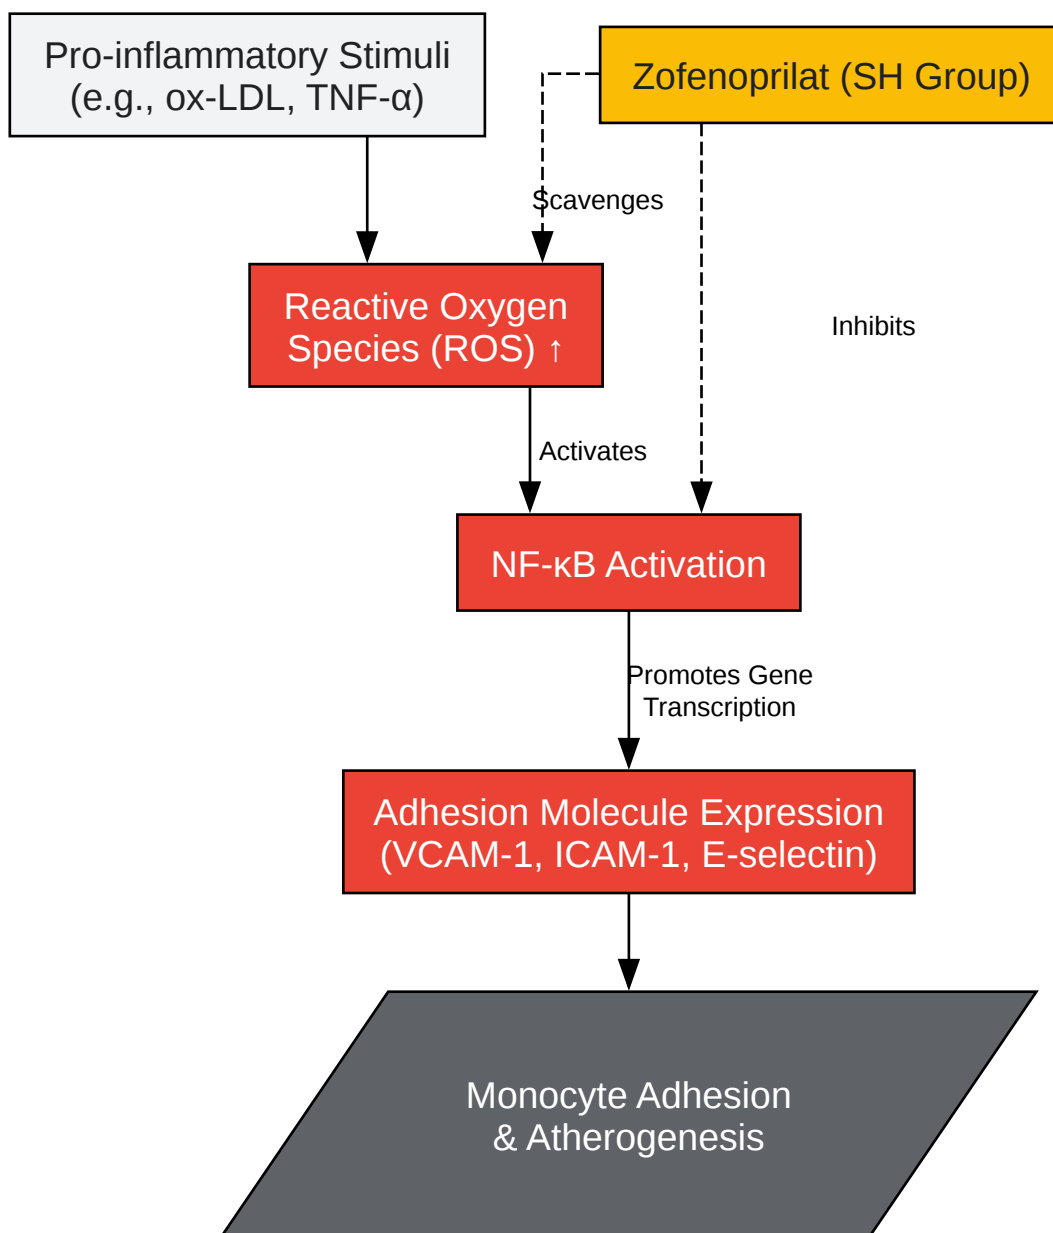 Pro-inflammatory Stimuli
(e.g., ox-LDL, TNF-α)
Zofenoprilat (SH Group)
Scavenges
Reactive Oxygen
Species (ROS) ↑
Inhibits
Activates
NF-κB Activation
Promotes Gene
Transcription
Adhesion Molecule Expression
(VCAM-1, ICAM-1, E-selectin)
Monocyte Adhesion
& Atherogenesis